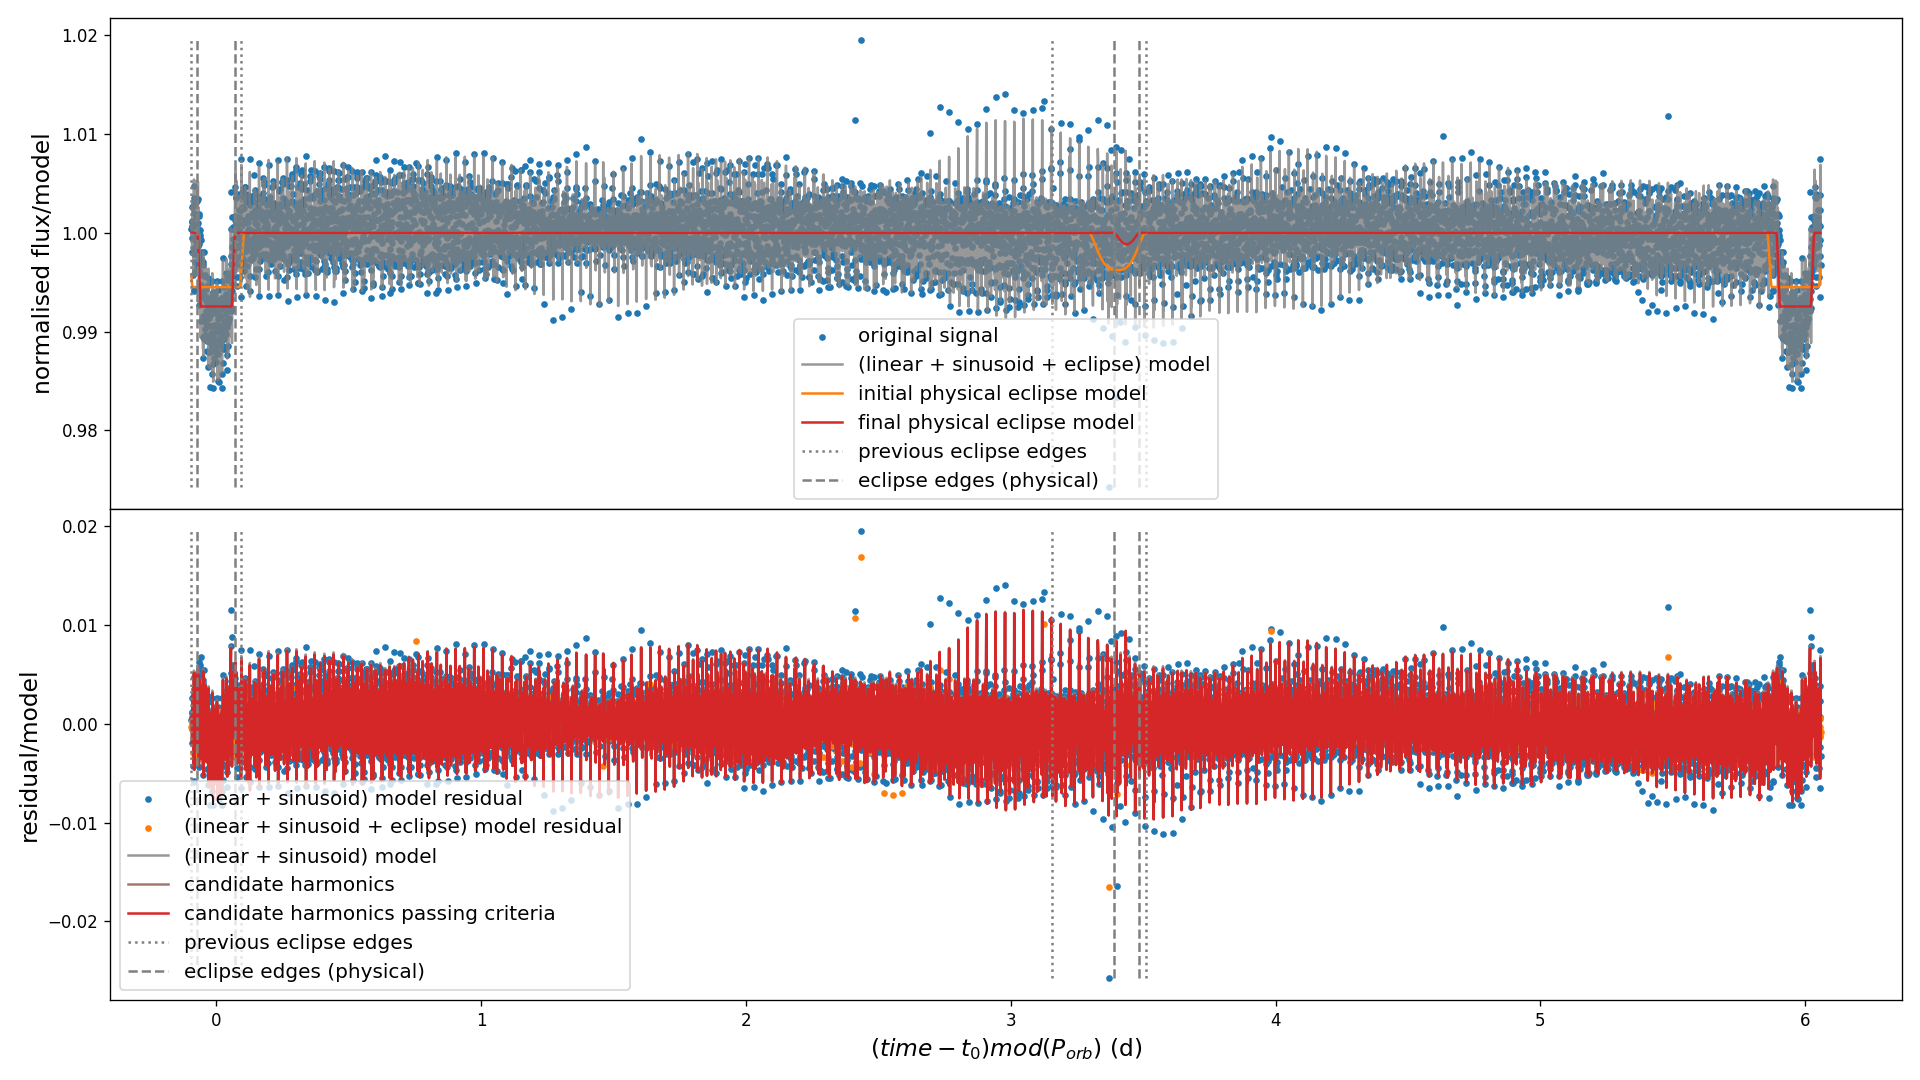 1.02
1.01
1.00
0.99
0.98
normalised flux/model
original signal
(linear + sinusoid + eclipse) model
initial physical eclipse model
final physical eclipse model
previous eclipse edges
eclipse edges (physical)
0.02
0.01
0.00
−0.01
−0.02
residual/model
(linear + sinusoid) model residual
(linear + sinusoid + eclipse) model residual
(linear + sinusoid) model
candidate harmonics
candidate harmonics passing criteria
previous eclipse edges
eclipse edges (physical)
0 1 2 3 4 5 6
(time − t₀)mod(Pₒᵣb) (d)